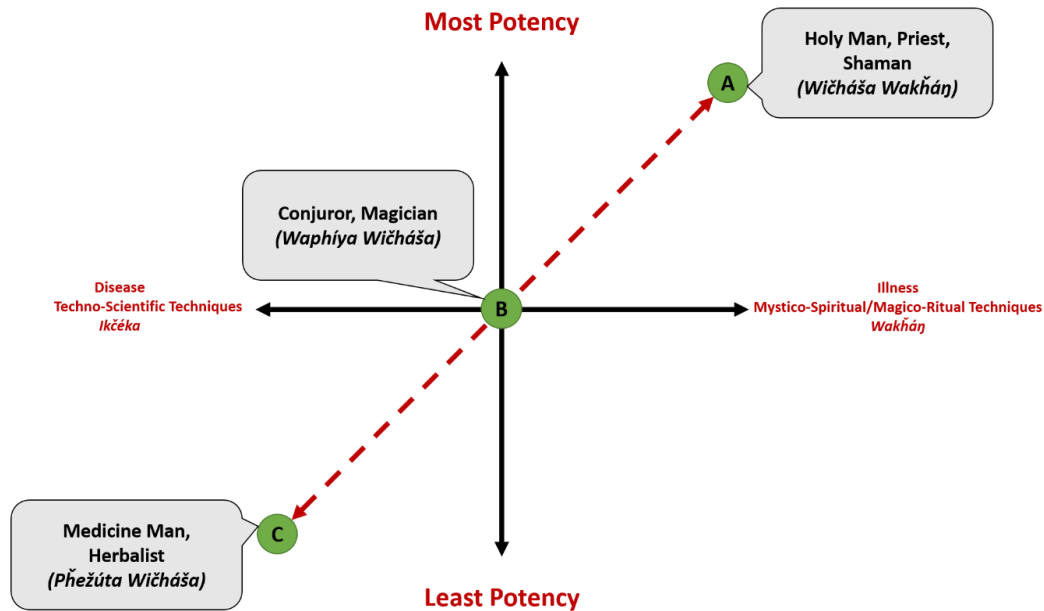 Most Potency
Holy Man, Priest,
Shaman
(Wičháša Wakȟáŋ)
A
Conjuror, Magician
(Waphíya Wičháša)
Disease
Techno-Scientific Techniques
Ikčéka
B
Illness
Mystico-Spiritual/Magico-Ritual Techniques
Wakȟáŋ
Medicine Man,
Herbalist
(Pȟežúta Wičháša)
C
Least Potency